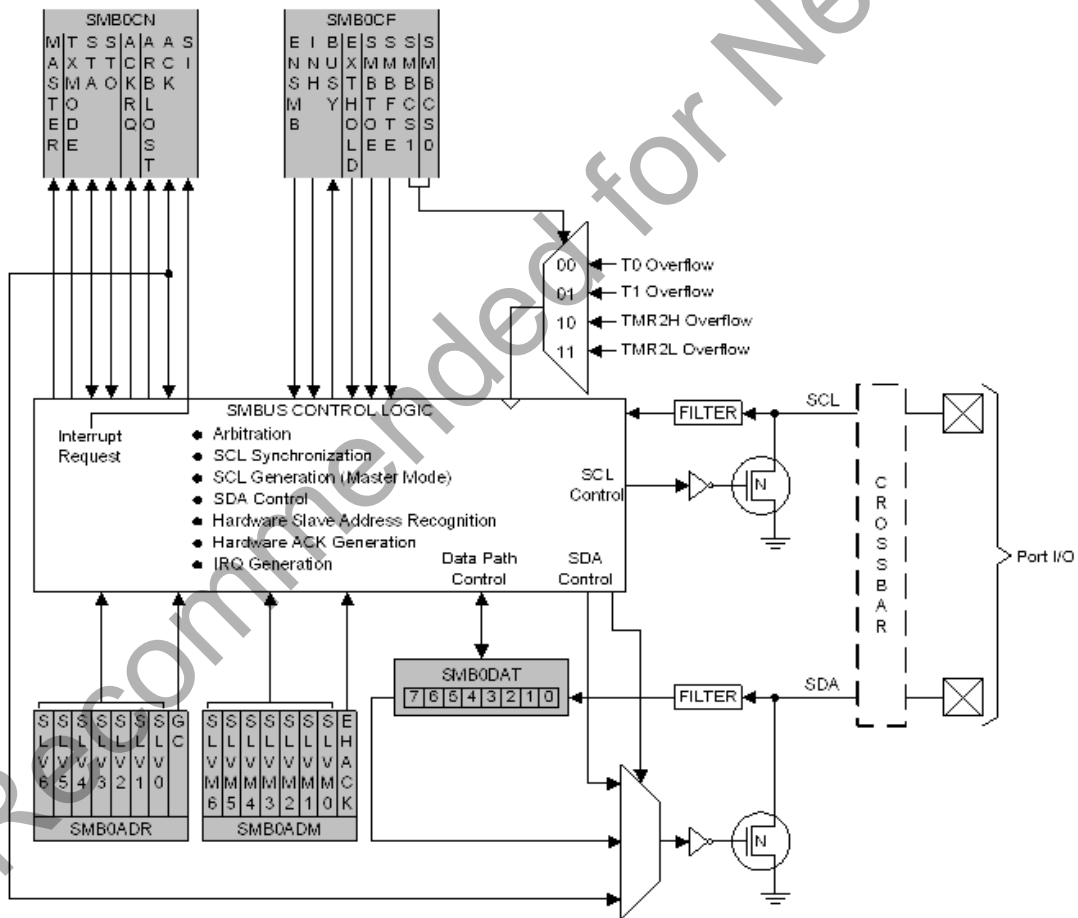 SMB0CN
MASTER
TXMODE
STA
STO
ACKRQ
ARBLOST
ACK
SI
SMB0CF
ENSMB
INH
BUSY
EXTHOLD
SMBTOE
SMBFTE
SMBCS1
SMBCS0
00
01
10
11
T0 Overflow
T1 Overflow
TMR2H Overflow
TMR2L Overflow
SMBUS CONTROL LOGIC
Interrupt
Request
● Arbitration
● SCL Synchronization
● SCL Generation (Master Mode)
● SDA Control
● Hardware Slave Address Recognition
● Hardware ACK Generation
● IRQ Generation
Data Path
Control
SDA
Control
SCL
Control
FILTER
SCL
N
CROSSBAR
Port I/O
SMB0DAT
7 6 5 4 3 2 1 0
FILTER
SDA
N
SLV6
SLV5
SLV4
SLV3
SLV2
SLV1
SLV0
GC
SMB0ADR
SLVM6
SLVM5
SLVM4
SLVM3
SLVM2
SLVM1
SLVM0
EHACK
SMB0ADM
Recommended for Ne